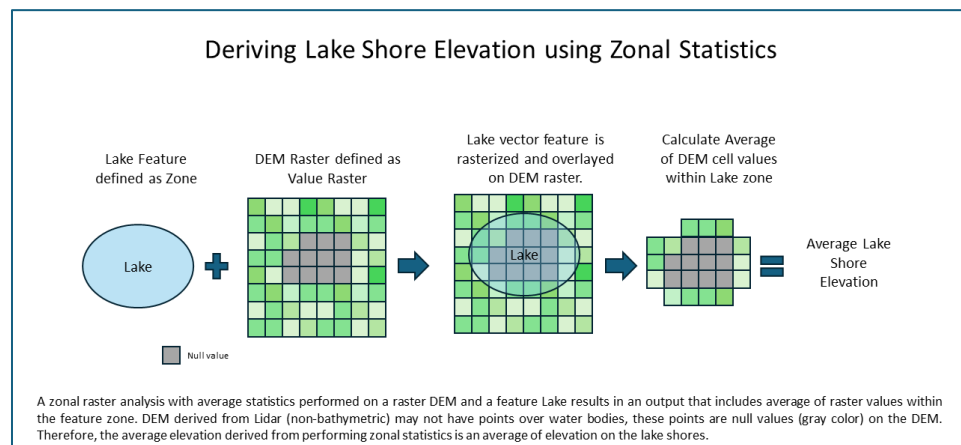 Deriving Lake Shore Elevation using Zonal Statistics
Lake Feature
defined as Zone
DEM Raster defined as
Value Raster
Lake vector feature is
rasterized and overlayed
on DEM raster.
Calculate Average
of DEM cell values
within Lake zone
Lake
Lake
Average Lake
Shore
Elevation
Null value
A zonal raster analysis with average statistics performed on a raster DEM and a feature Lake results in an output that includes average of raster values within
the feature zone. DEM derived from Lidar (non-bathymetric) may not have points over water bodies, these points are null values (gray color) on the DEM.
Therefore, the average elevation derived from performing zonal statistics is an average of elevation on the lake shores.